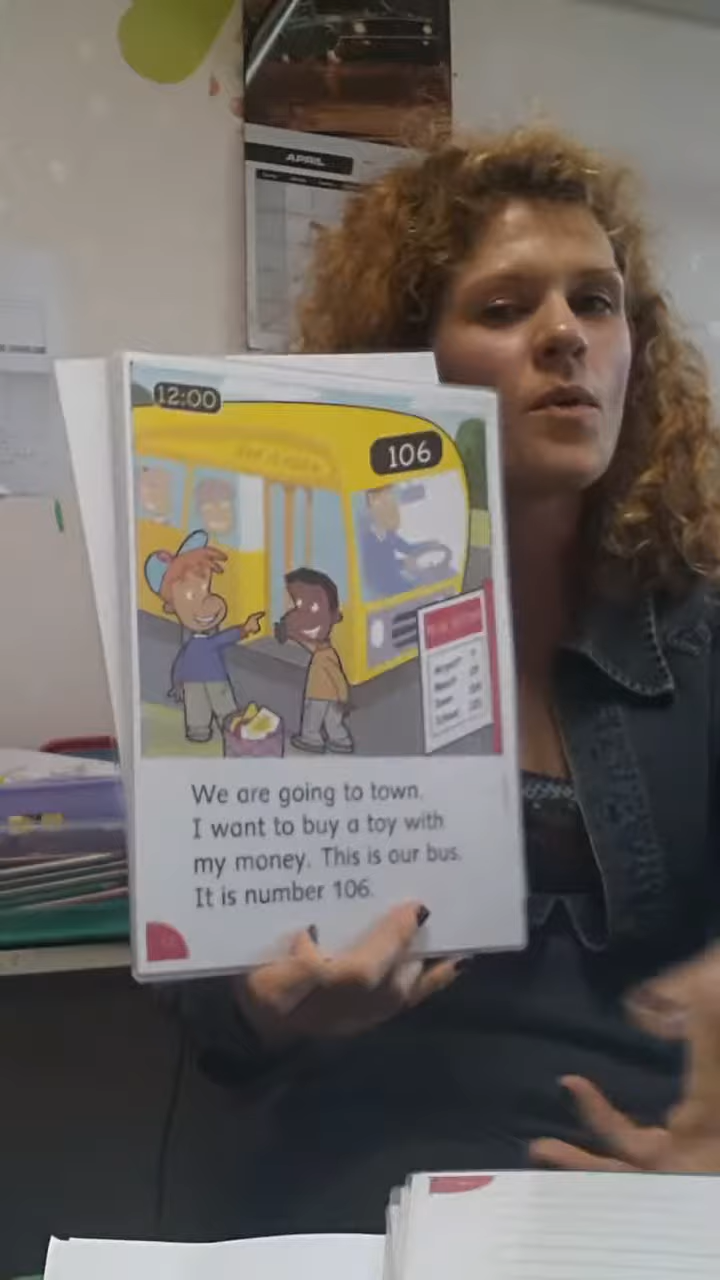 APRIL
12:00
106
We are going to town.
I want to buy a toy with
my money. This is our bus.
It is number 106.